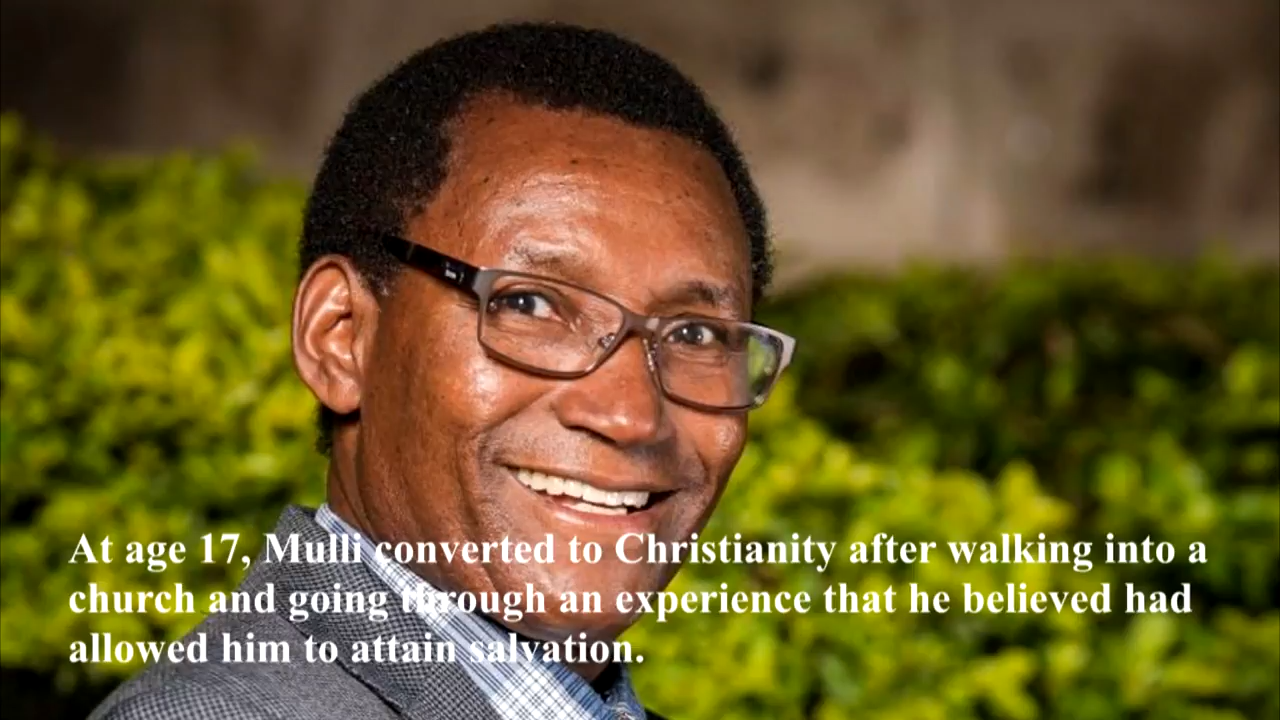 At age 17, Mulli converted to Christianity after walking into a
church and going through an experience that he believed had
allowed him to attain salvation.